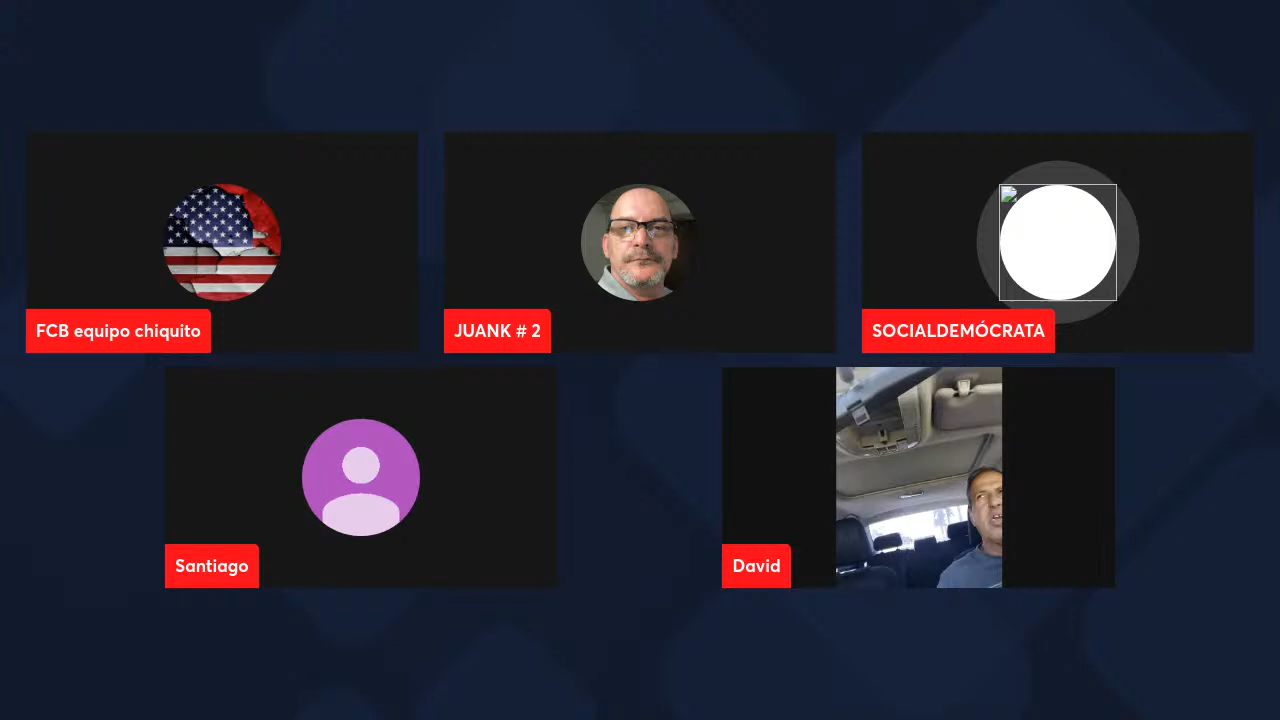 FCB equipo chiquito
JUANK # 2
SOCIALDEMÓCRATA
Santiago
David